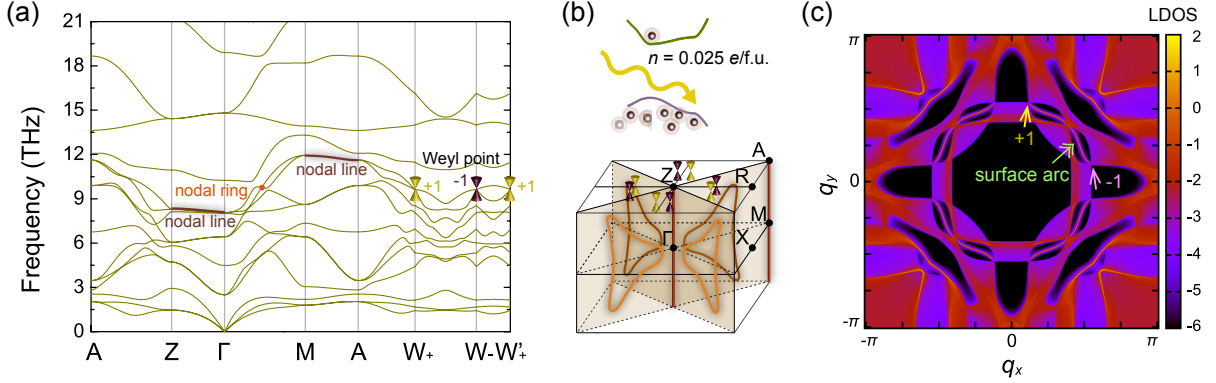 (a)
Frequency (THz)
21
18
15
12
9
6
3
0
nodal ring
nodal line
nodal line
Weyl point
+1
-1
+1
A
Z
Γ
M
A
W₊
W-
W'₊
(b)
n = 0.025 e/f.u.
A
Z
R
M
Γ
X
(c)
LDOS
π
q_y
0
-π
+1
surface arc
-1
-π
0
π
q_x
2
1
0
-1
-2
-3
-4
-5
-6